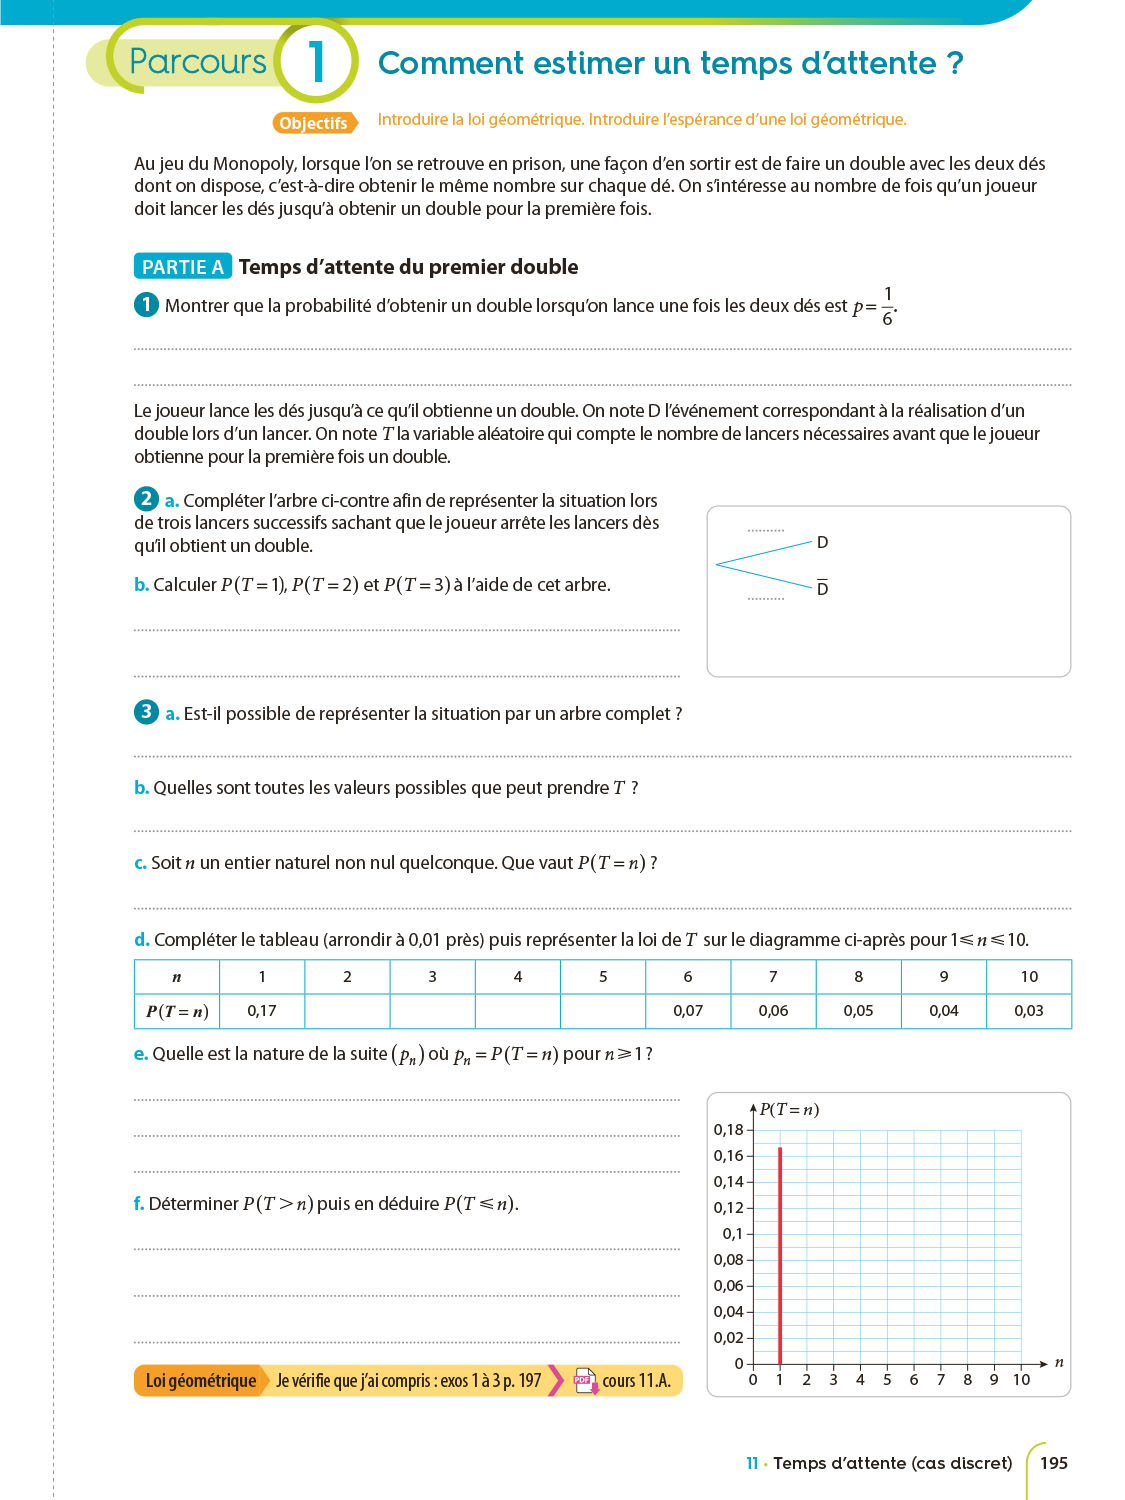 Parcours 1 Comment estimer un temps d'attente ?
Objectifs Introduire la loi géométrique. Introduire l'espérance d'une loi géométrique.
Au jeu du Monopoly, lorsque l'on se retrouve en prison, une façon d'en sortir est de faire un double avec les deux dés
dont on dispose, c'est-à-dire obtenir le même nombre sur chaque dé. On s'intéresse au nombre de fois qu'un joueur
doit lancer les dés jusqu'à obtenir un double pour la première fois.
PARTIE A Temps d'attente du premier double
1 Montrer que la probabilité d'obtenir un double lorsqu'on lance une fois les deux dés est p = 1/6.
Le joueur lance les dés jusqu'à ce qu'il obtienne un double. On note D l'événement correspondant à la réalisation d'un
double lors d'un lancer. On note T la variable aléatoire qui compte le nombre de lancers nécessaires avant que le joueur
obtienne pour la première fois un double.
2 a. Compléter l'arbre ci-contre afin de représenter la situation lors
de trois lancers successifs sachant que le joueur arrête les lancers dès
qu'il obtient un double.
b. Calculer P(T = 1), P(T = 2) et P(T = 3) à l'aide de cet arbre.
D
D̅
3 a. Est-il possible de représenter la situation par un arbre complet ?
b. Quelles sont toutes les valeurs possibles que peut prendre T ?
c. Soit n un entier naturel non nul quelconque. Que vaut P(T = n) ?
d. Compléter le tableau (arrondir à 0,01 près) puis représenter la loi de T sur le diagramme ci-après pour 1 ⩽ n ⩽ 10.
n 1 2 3 4 5 6 7 8 9 10
P(T = n) 0,17 0,07 0,06 0,05 0,04 0,03
e. Quelle est la nature de la suite (pₙ) où pₙ = P(T = n) pour n ⩾ 1 ?
f. Déterminer P(T > n) puis en déduire P(T ⩽ n).
Loi géométrique Je vérifie que j'ai compris : exos 1 à 3 p. 197 PDF cours 11.A.
P(T = n)
0,18
0,16
0,14
0,12
0,1
0,08
0,06
0,04
0,02
0
n
0 1 2 3 4 5 6 7 8 9 10
11 · Temps d'attente (cas discret) 195